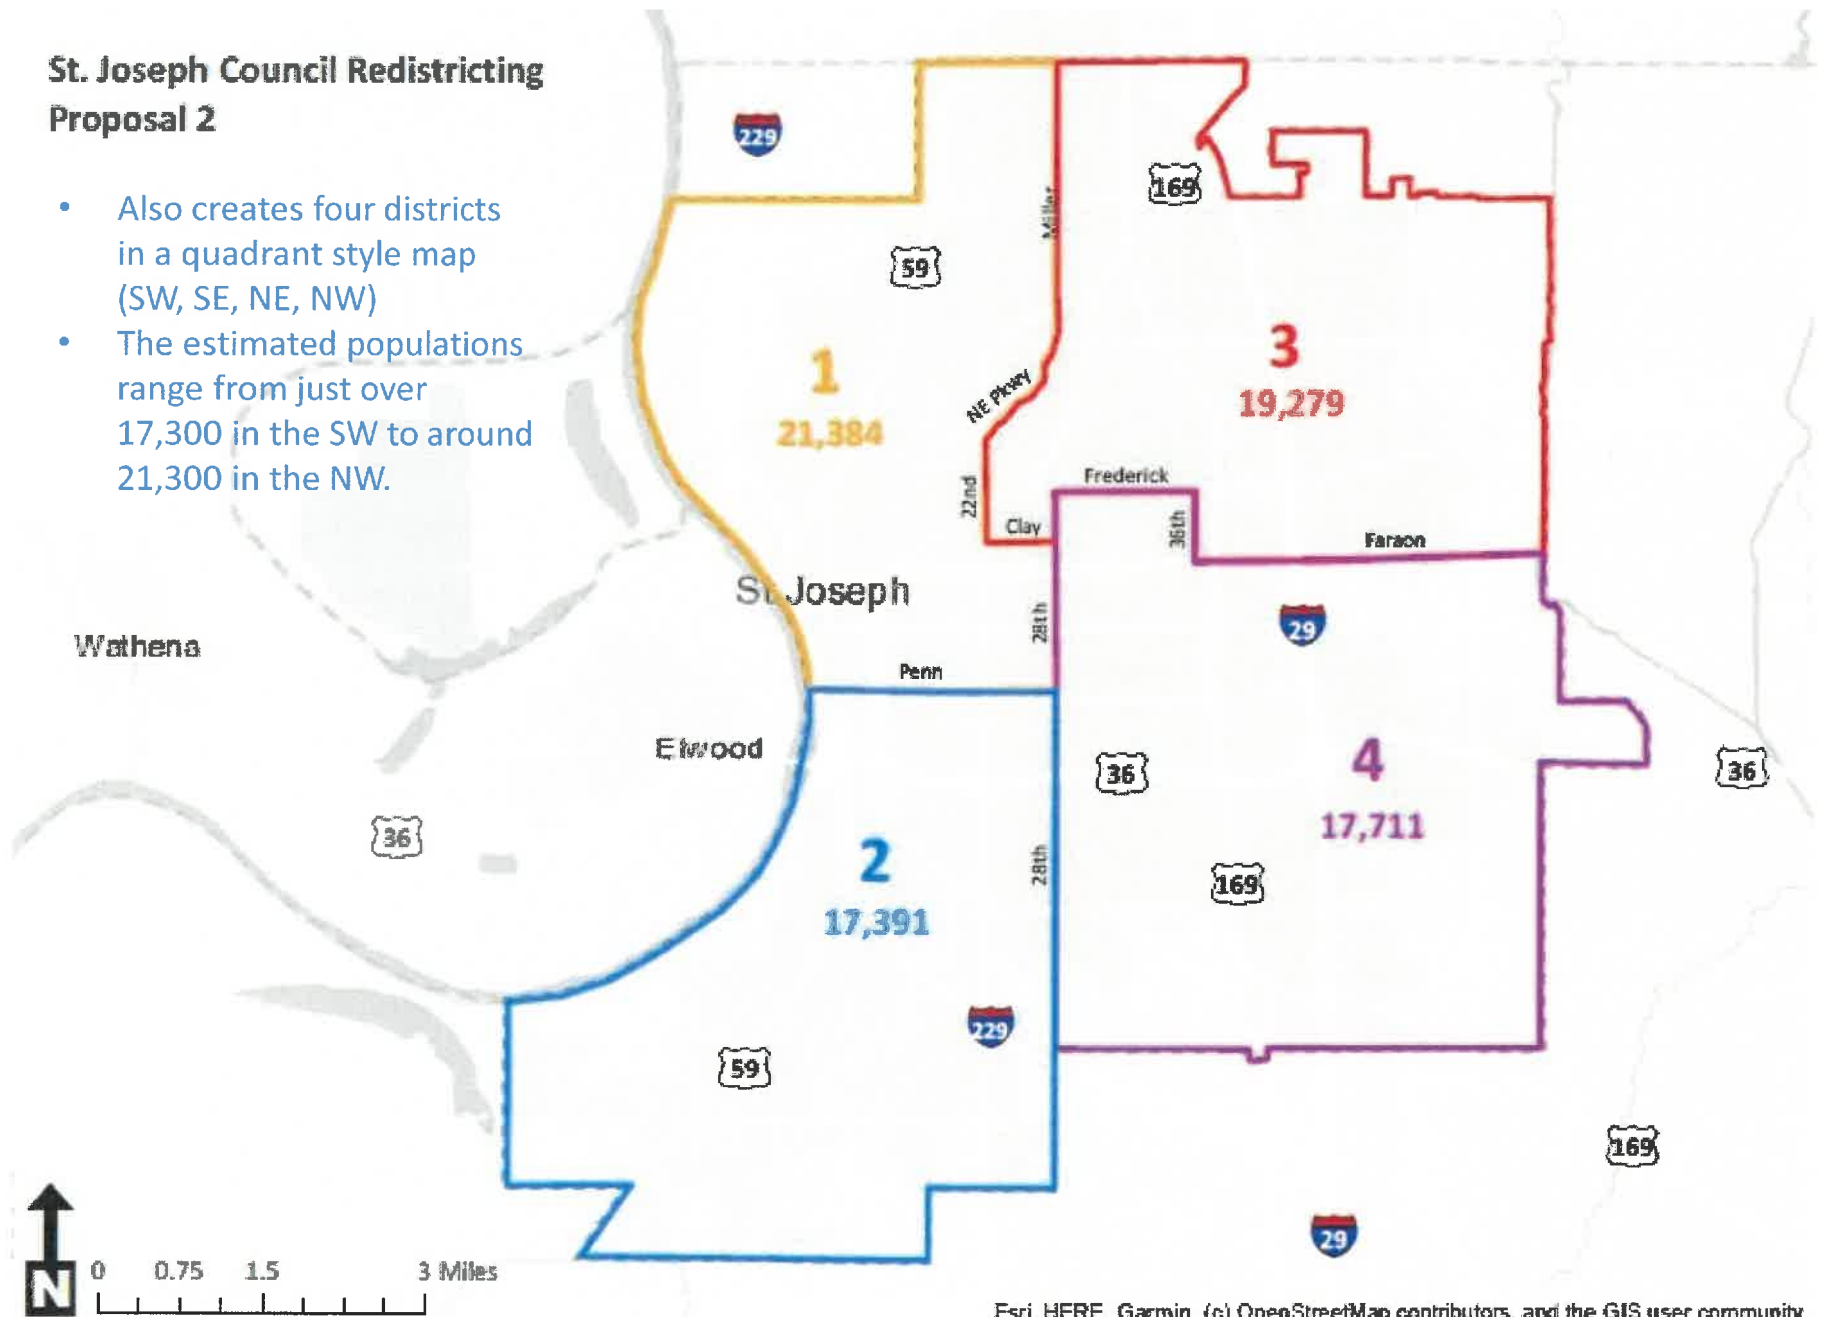 St. Joseph Council Redistricting
Proposal 2
• Also creates four districts
in a quadrant style map
(SW, SE, NE, NW)
• The estimated populations
range from just over
17,300 in the SW to around
21,300 in the NW.
229
169
Miller
59
1
21,384
NE Pkwy
3
19,279
Frederick
22nd
Clay
36th
Faraon
St Joseph
28th
29
Wathena
Penn
Elwood
36
4
17,711
36
36
2
17,391
28th
169
229
59
169
29
N
0 0.75 1.5 3 Miles
Esri, HERE, Garmin, (c) OpenStreetMap contributors, and the GIS user community